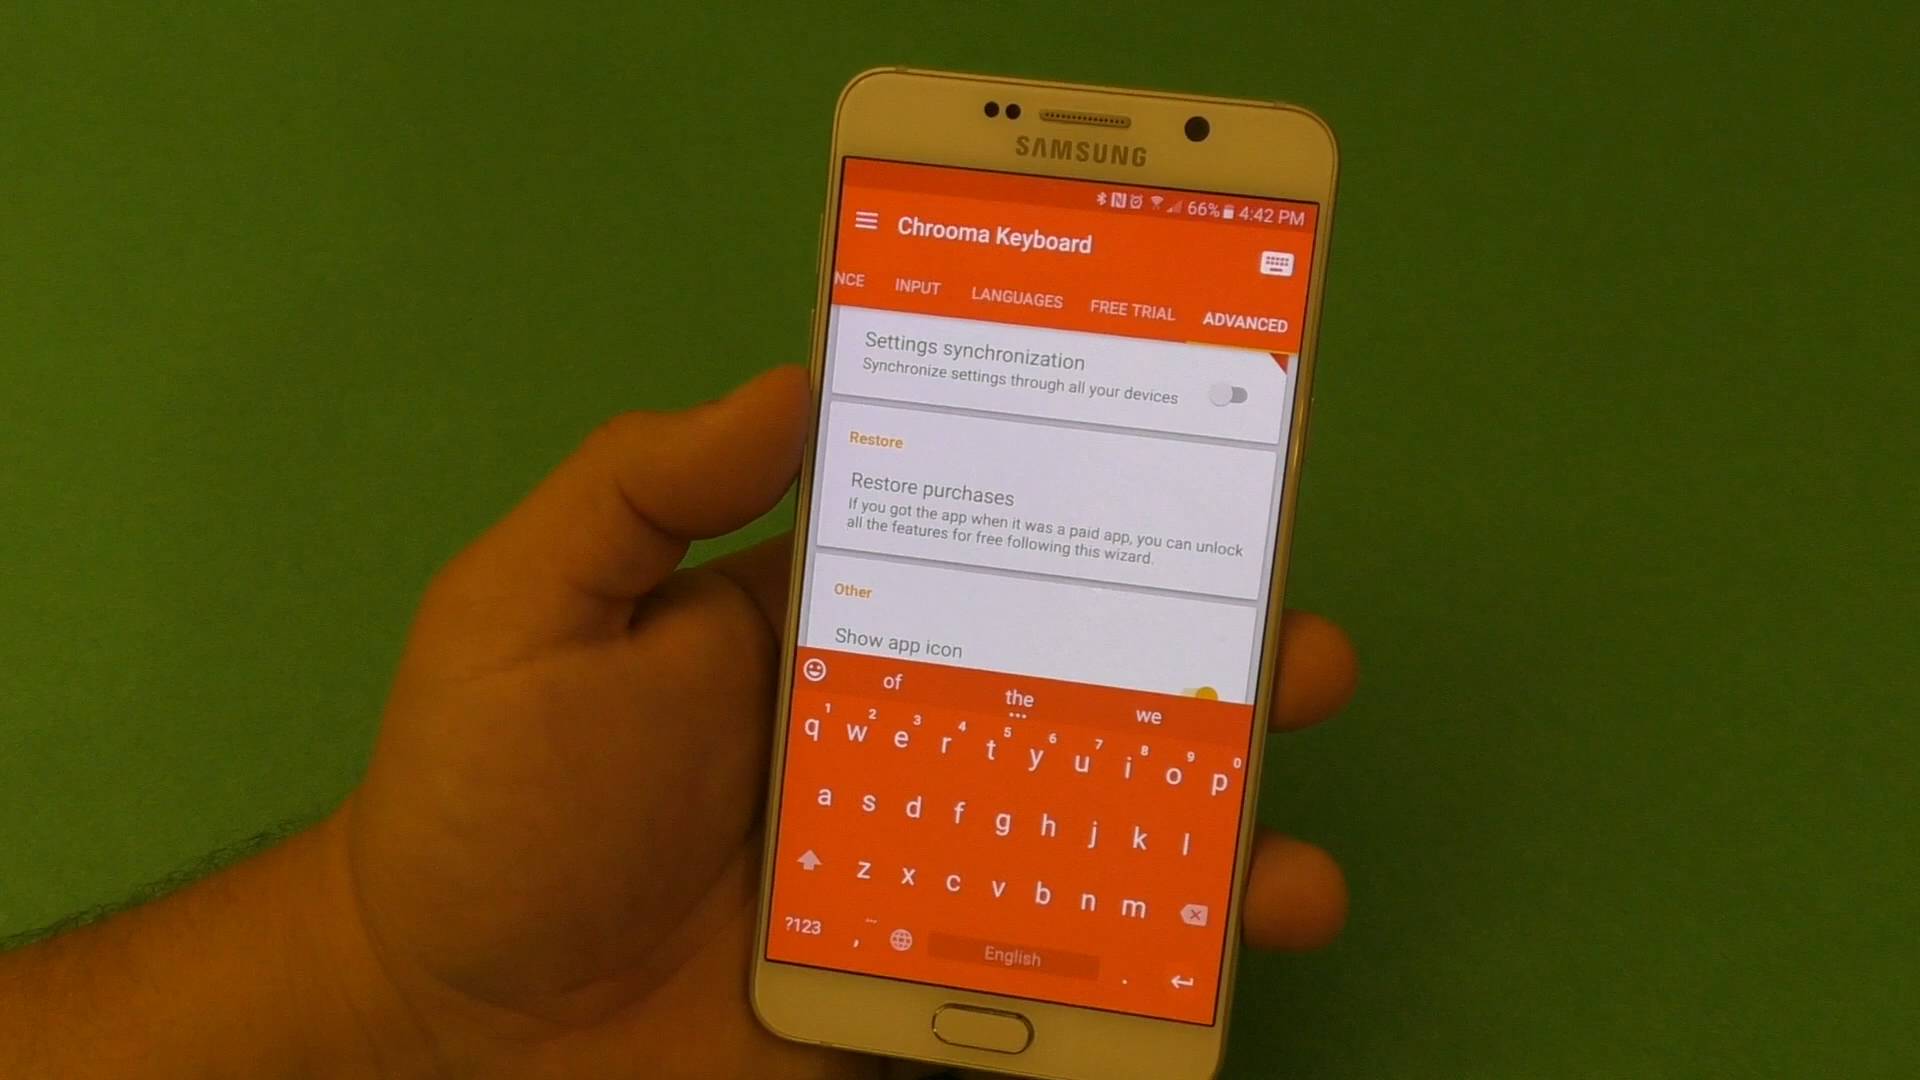 SAMSUNG
66% 4:42 PM
Chrooma Keyboard
NCE INPUT LANGUAGES FREE TRIAL ADVANCED
Settings synchronization
Synchronize settings through all your devices
Restore
Restore purchases
If you got the app when it was a paid app, you can unlock
all the features for free following this wizard.
Other
Show app icon
of the we
1 2 3 4 5 6 7 8 9 0
q w e r t y u i o p
a s d f g h j k l
z x c v b n m
?123 , English .